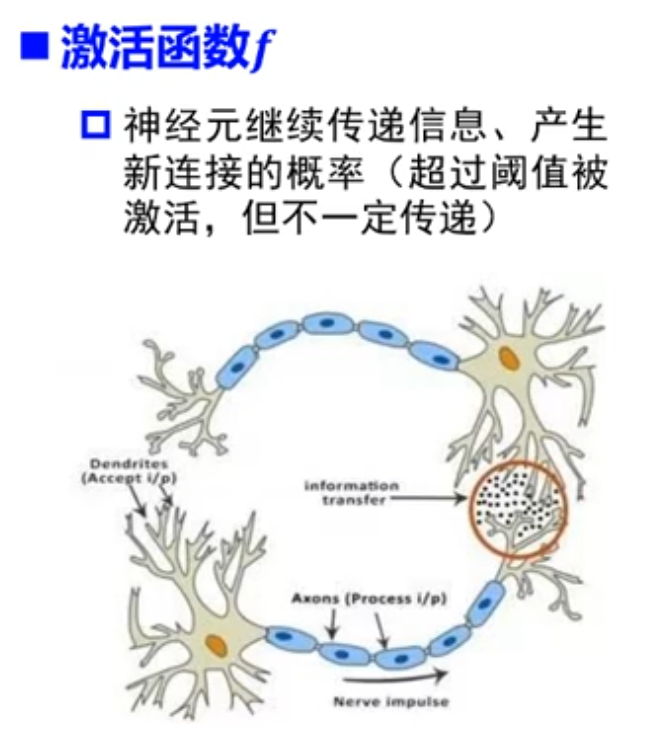 激活函数f
神经元继续传递信息、产生
新连接的概率（超过阈值被
激活，但不一定传递）
Dendrites
(Accept i/p)
information
transfer
Axons (Process i/p)
Nerve impulse